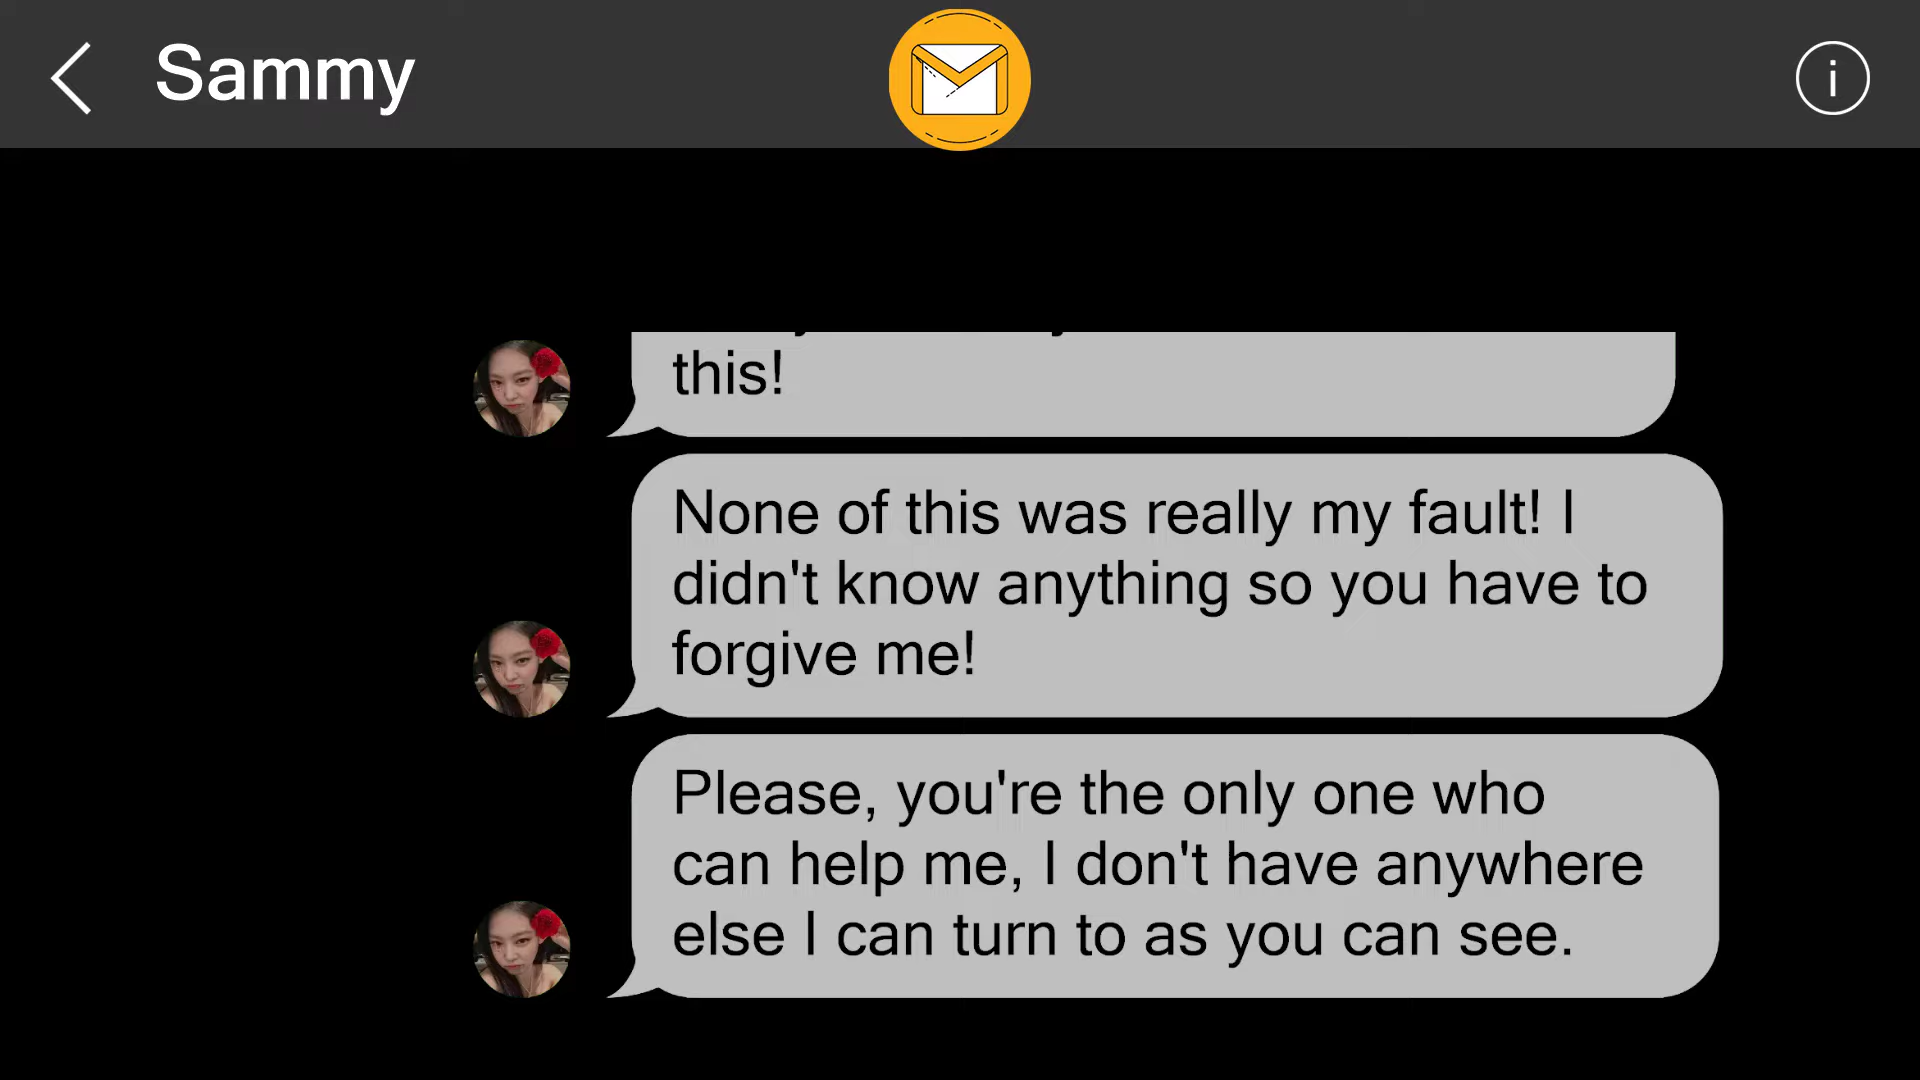 Sammy
this!
None of this was really my fault! I
didn't know anything so you have to
forgive me!
Please, you're the only one who
can help me, I don't have anywhere
else I can turn to as you can see.